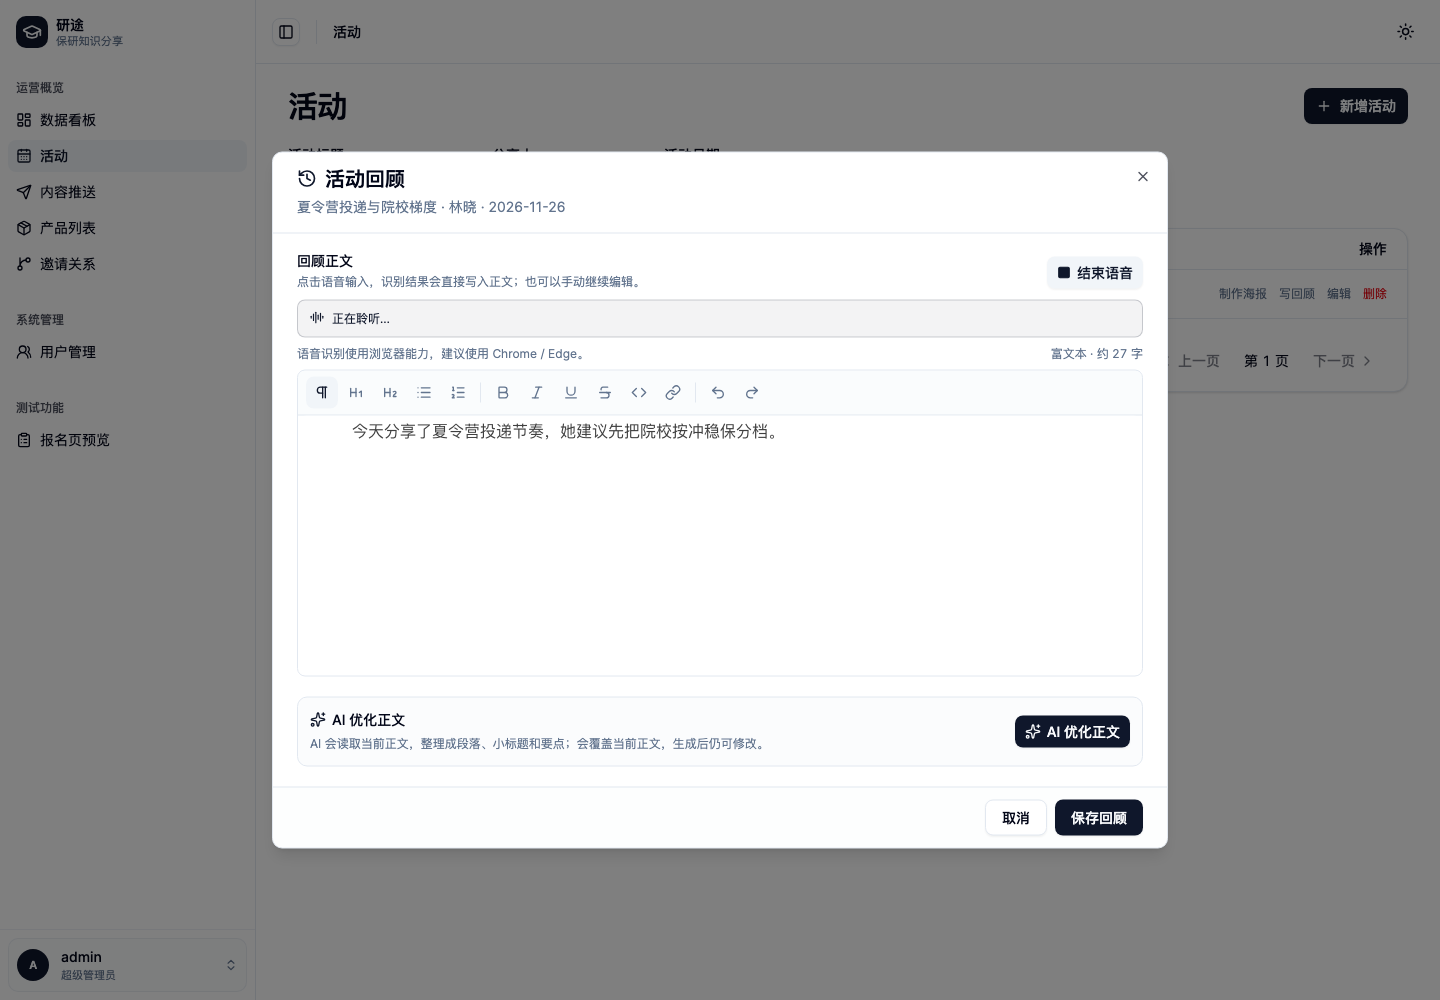 研途
保研知识分享
运营概览
数据看板
活动
内容推送
产品列表
邀请关系
系统管理
用户管理
测试功能
报名页预览
A
admin
超级管理员
活动
活动
新增活动
操作
制作海报 写回顾 编辑 删除
上一页 第 1 页 下一页
活动回顾
夏令营投递与院校梯度 · 林晓 · 2026-11-26
回顾正文
点击语音输入，识别结果会直接写入正文；也可以手动继续编辑。
结束语音
正在聆听...
语音识别使用浏览器能力，建议使用 Chrome / Edge。
富文本 · 约 27 字
H1 H2 B I U S
今天分享了夏令营投递节奏，她建议先把院校按冲稳保分档。
AI 优化正文
AI 会读取当前正文，整理成段落、小标题和要点；会覆盖当前正文，生成后仍可修改。
AI 优化正文
取消
保存回顾